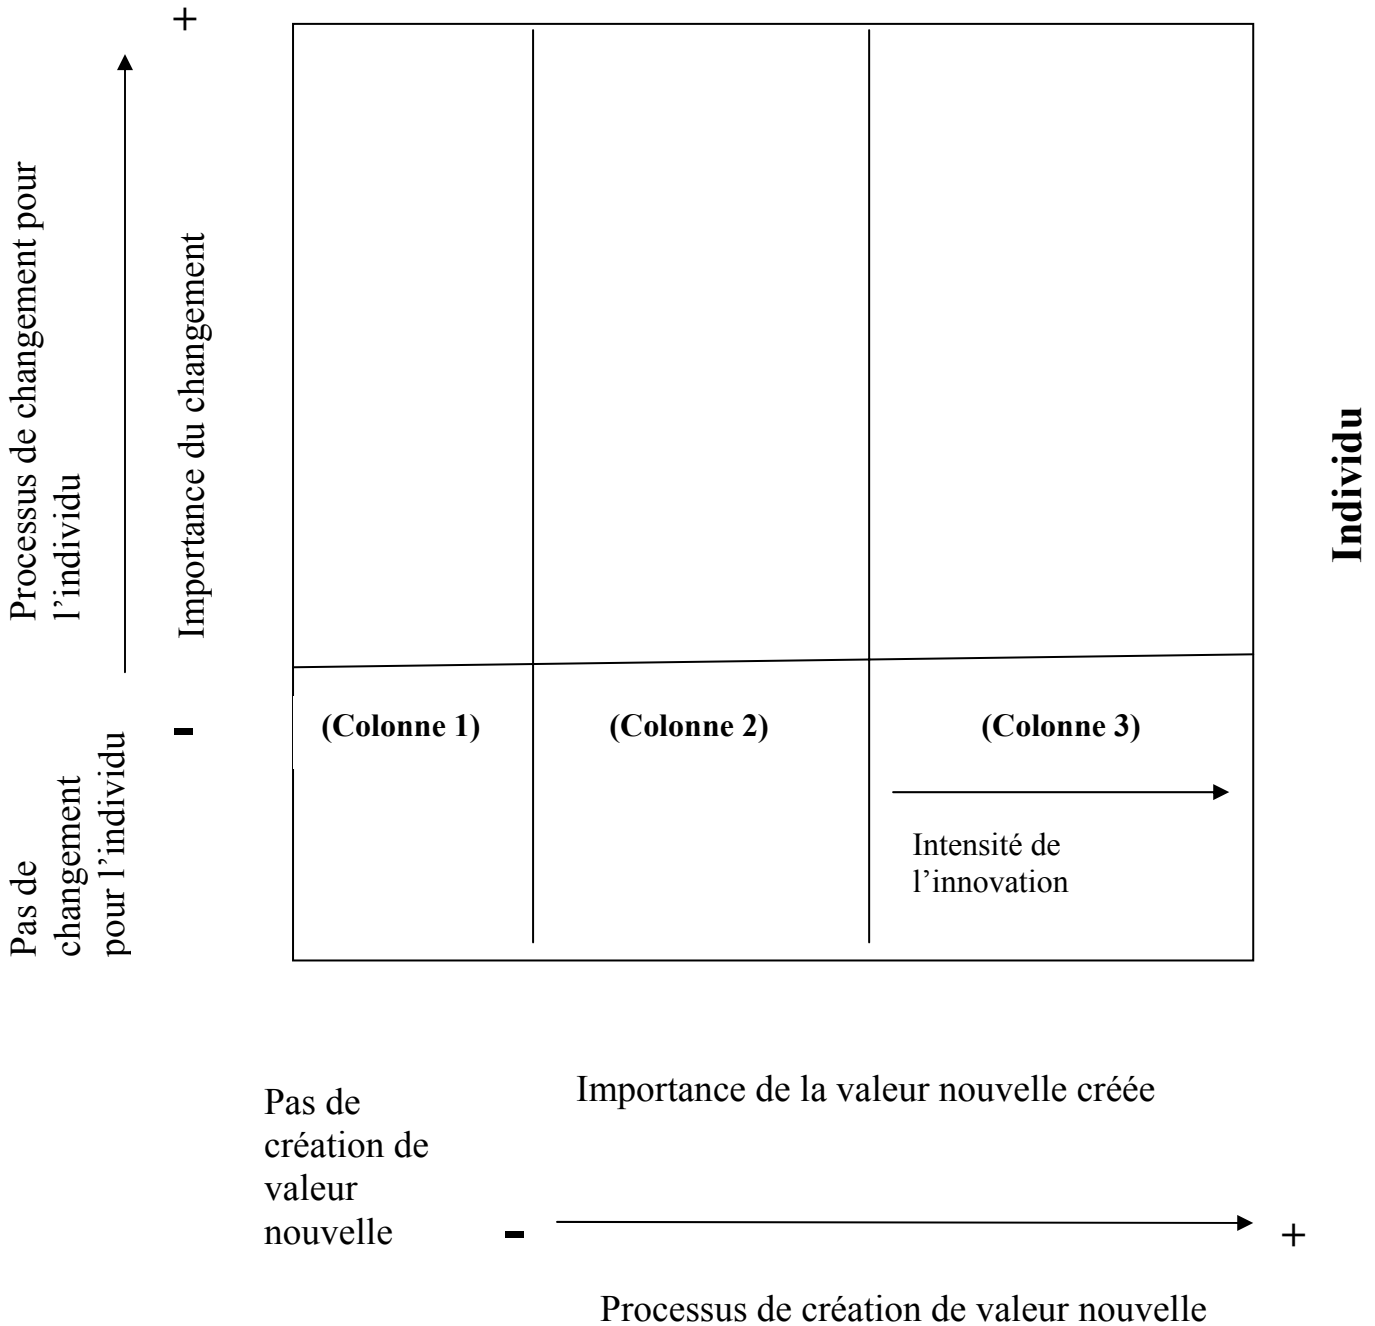 +
Processus de changement pour
l’individu
Importance du changement
Individu
-
Pas de
changement
pour l’individu
(Colonne 1)
(Colonne 2)
(Colonne 3)
Intensité de
l’innovation
Pas de
création de
valeur
nouvelle
Importance de la valeur nouvelle créée
-
+
Processus de création de valeur nouvelle